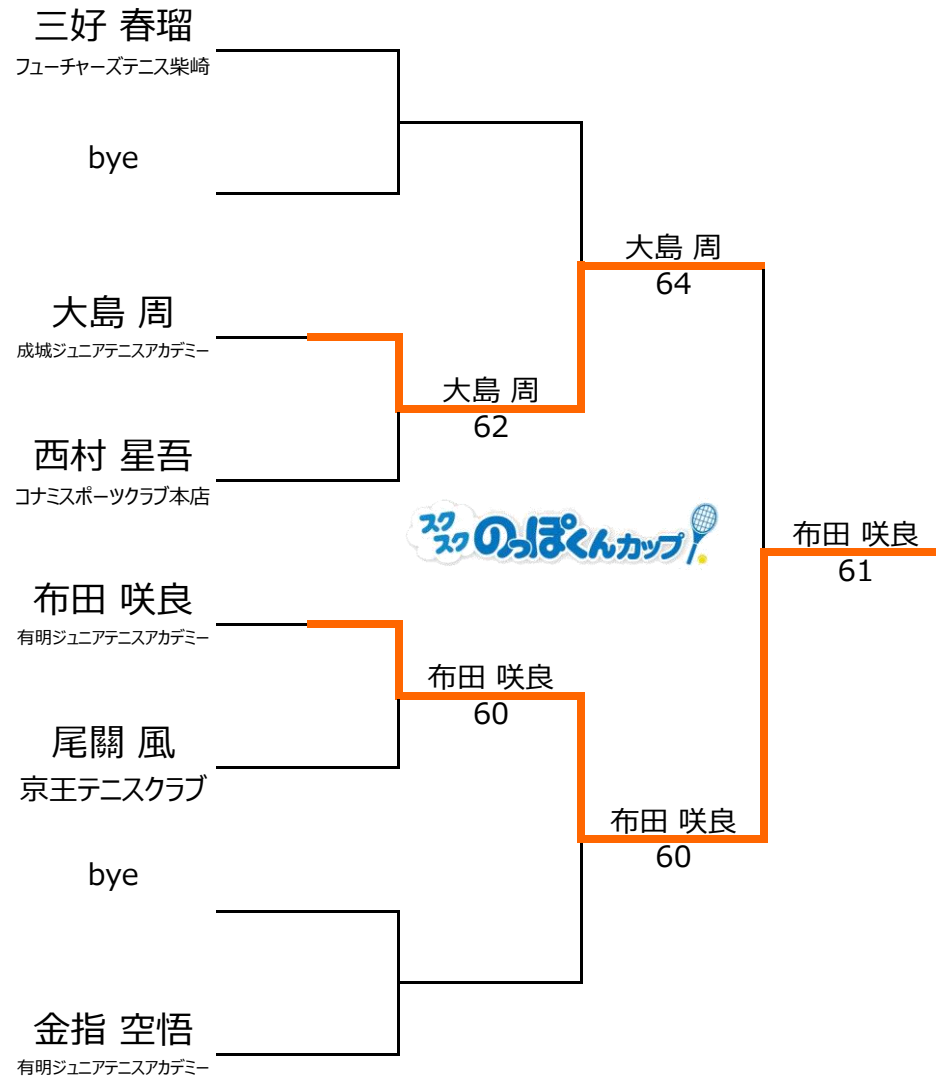 三好 春瑠
フューチャーズテニス柴崎
bye
大島 周
64
大島 周
成城ジュニアテニスアカデミー
大島 周
62
西村 星吾
コナミスポーツクラブ本店
スクスク のっぽくんカップ
布田 咲良
61
布田 咲良
有明ジュニアテニスアカデミー
布田 咲良
60
尾關 風
京王テニスクラブ
布田 咲良
60
bye
金指 空悟
有明ジュニアテニスアカデミー